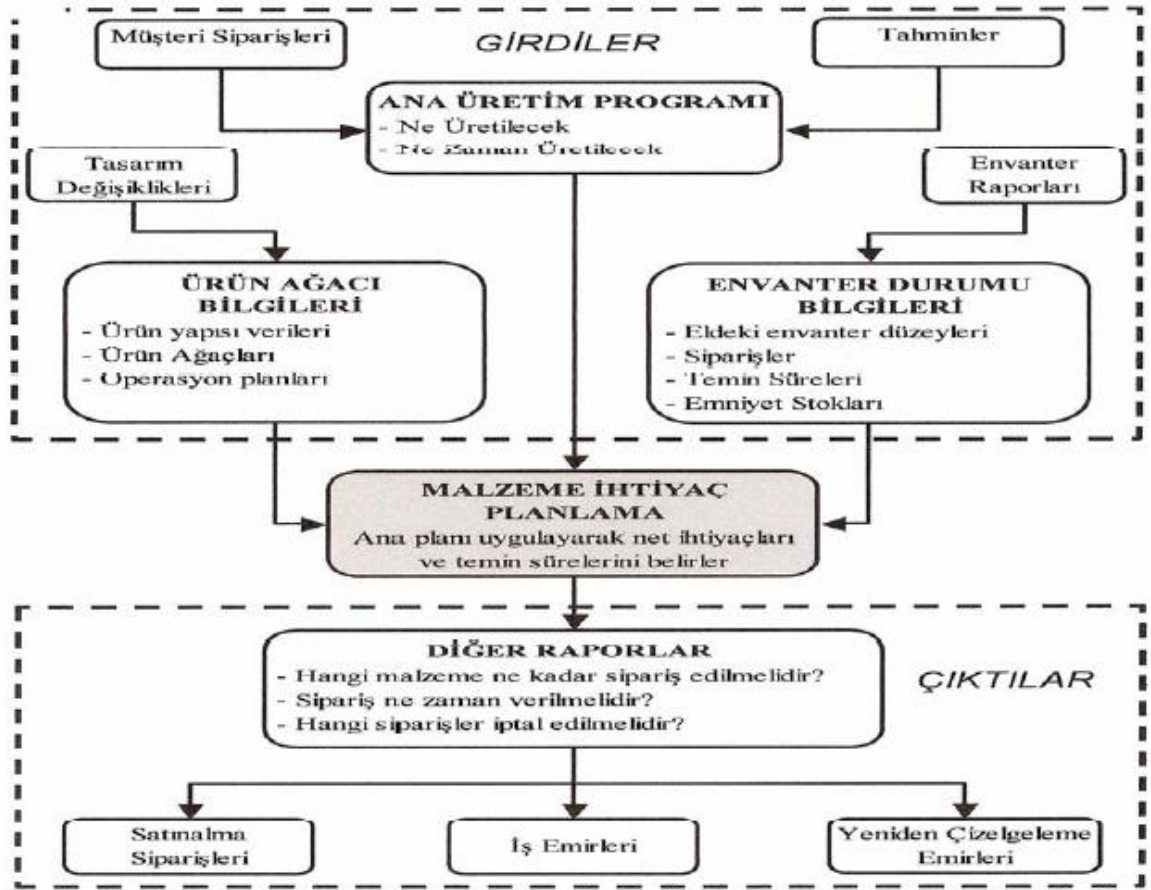 Müşteri Siparişleri
GİRDİLER
Tahminler
ANA ÜRETİM PROGRAMI
- Ne Üretilecek
- Ne Zaman Üretilecek
Tasarım
Değişiklikleri
Envanter
Raporları
ÜRÜN AĞACI
BİLGİLERİ
- Ürün yapısı verileri
- Ürün Ağaçları
- Operasyon planları
ENVANTER DURUMU
BİLGİLERİ
- Eldeki envanter düzeyleri
- Siparişler
- Temin Süreleri
- Emniyet Stokları
MALZEME İHTİYAÇ
PLANLAMA
Ana planı uygulayarak net ihtiyaçları
ve temin sürelerini belirler
DİĞER RAPORLAR
- Hangi malzeme ne kadar sipariş edilmelidir?
- Sipariş ne zaman verilmelidir?
- Hangi siparişler iptal edilmelidir?
ÇIKTILAR
Satınalma
Siparişleri
İş Emirleri
Yeniden Çizelgeleme
Emirleri